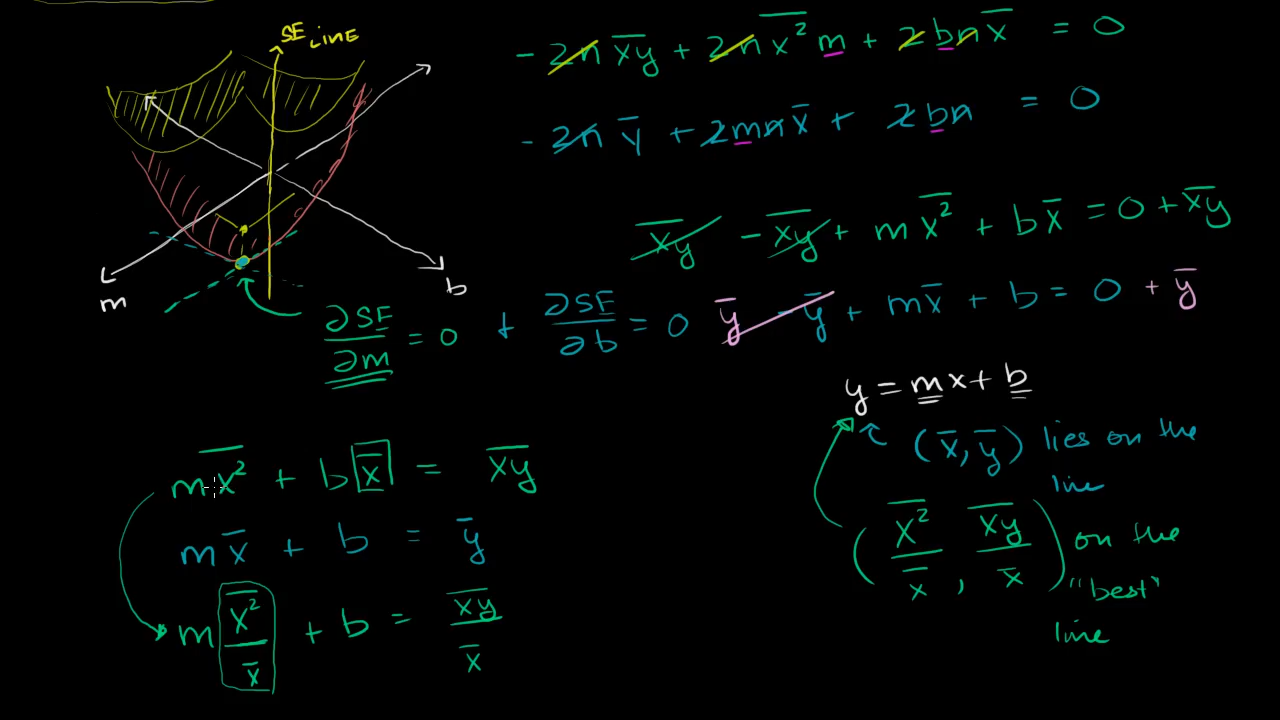 SE LINE
m
b
-2n x̅y̅ + 2n x̅²̅ m + 2bn x̅ = 0
-2n y̅ + 2mn x̅ + 2bn = 0
x̅y̅ - x̅y̅ + m x̅²̅ + b x̅ = 0 + x̅y̅
y̅ - y̅ + m x̅ + b = 0 + y̅
∂SE/∂m = 0 + ∂SE/∂b = 0
y = mx + b
(x̅, y̅) lies on the
line
(x̅²̅/x̅, x̅y̅/x̅) on the
"best"
line
m x̅²̅ + b x̅ = x̅y̅
m x̅ + b = y̅
m x̅²̅/x̅ + b = x̅y̅/x̅